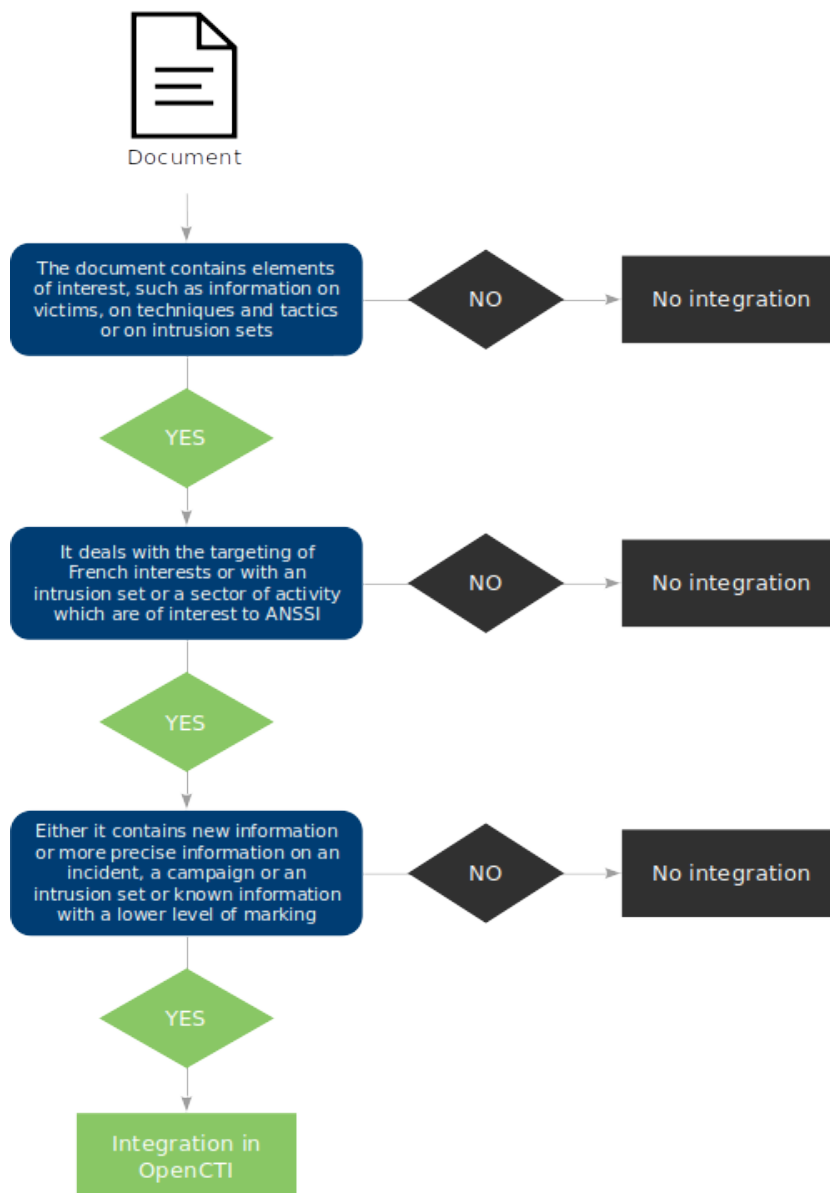 Document
The document contains elements
of interest, such as information on
victims, on techniques and tactics
or on intrusion sets
NO
No integration
YES
It deals with the targeting of
French interests or with an
intrusion set or a sector of activity
which are of interest to ANSSI
NO
No integration
YES
Either it contains new information
or more precise information on an
incident, a campaign or an
intrusion set or known information
with a lower level of marking
NO
No integration
YES
Integration in
OpenCTI